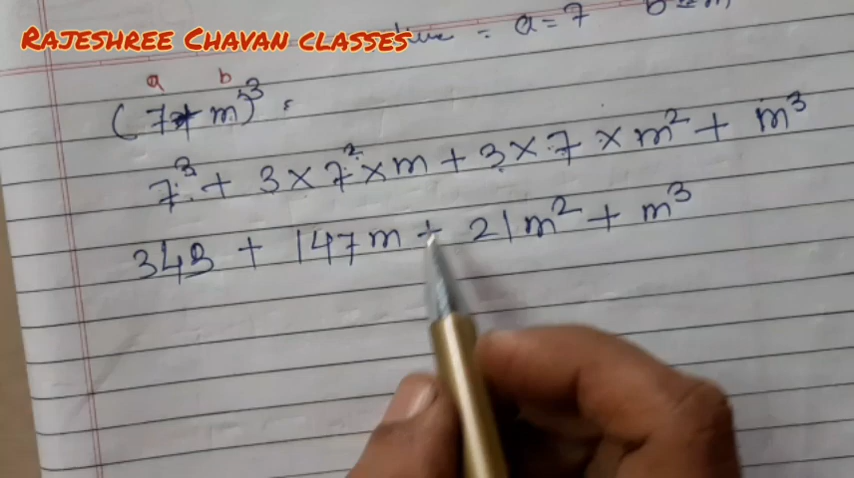 RAJESHREE CHAVAN CLASSES
= a = 7
a b
(7+m)³ :
7³ + 3 × 7² × m + 3 × 7 × m² + m³
343 + 147m + 21m² + m³